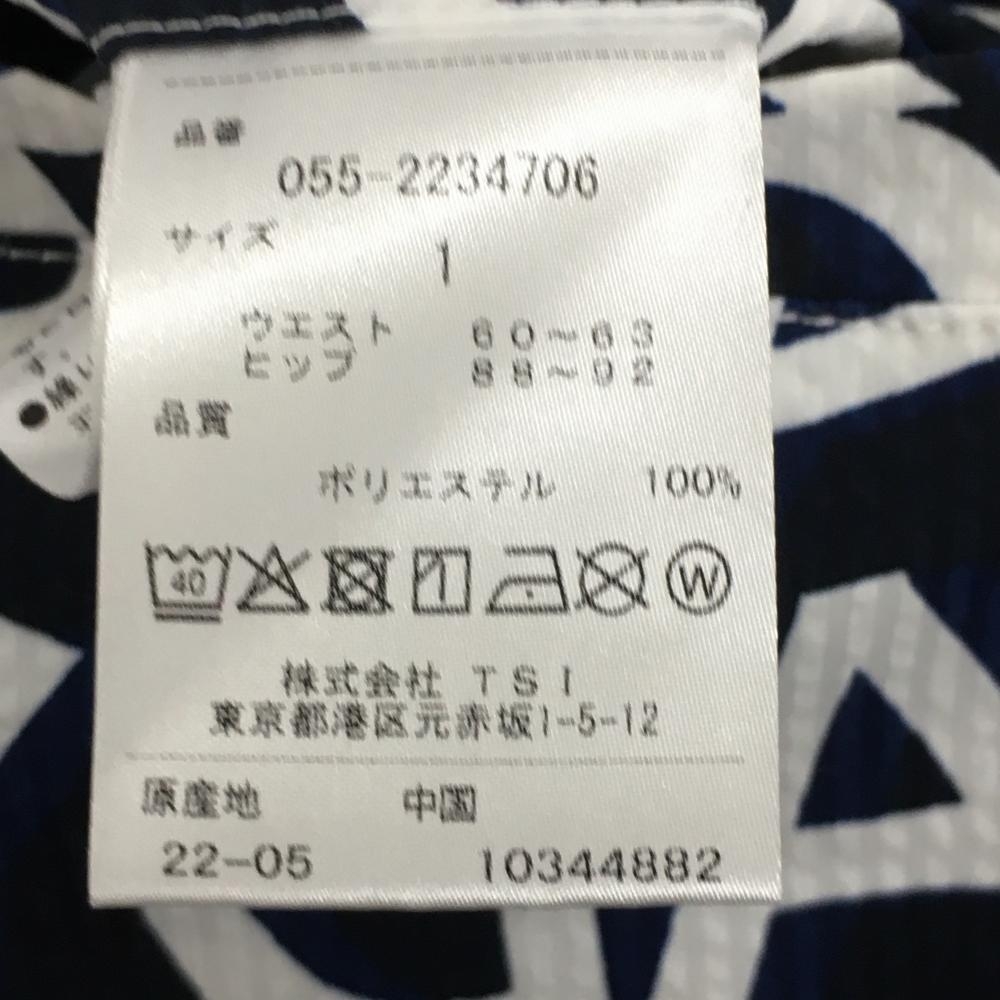 品番
055-2234706
サイズ
1
ウエスト 60～63
ヒップ 88～92
品質
ポリエステル 100%
40
W
株式会社 TSI
東京都港区元赤坂1-5-12
原産地 中国
22-05 10344882